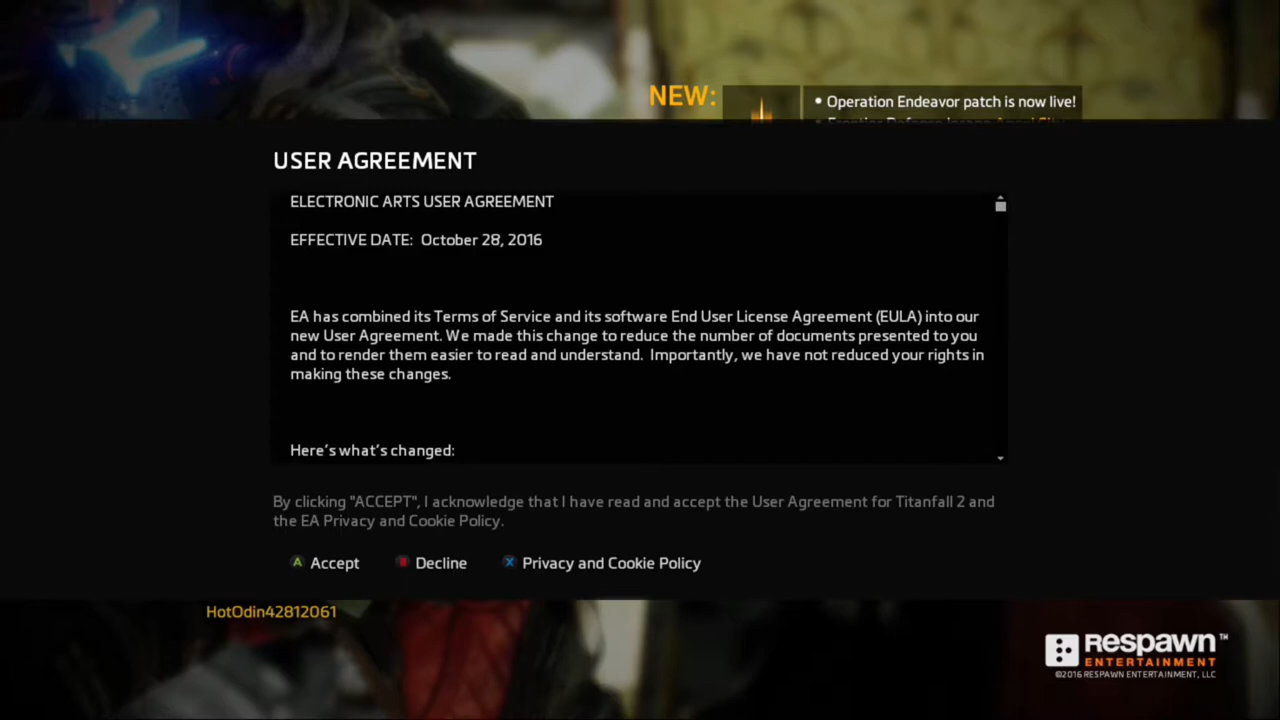 NEW:
• Operation Endeavor patch is now live!
USER AGREEMENT
ELECTRONIC ARTS USER AGREEMENT
EFFECTIVE DATE: October 28, 2016
EA has combined its Terms of Service and its software End User License Agreement (EULA) into our
new User Agreement. We made this change to reduce the number of documents presented to you
and to render them easier to read and understand. Importantly, we have not reduced your rights in
making these changes.
Here's what's changed:
By clicking "ACCEPT", I acknowledge that I have read and accept the User Agreement for Titanfall 2 and
the EA Privacy and Cookie Policy.
A Accept
Decline
X Privacy and Cookie Policy
HotOdin42812061
RESPAWN™
ENTERTAINMENT
©2016 RESPAWN ENTERTAINMENT, LLC